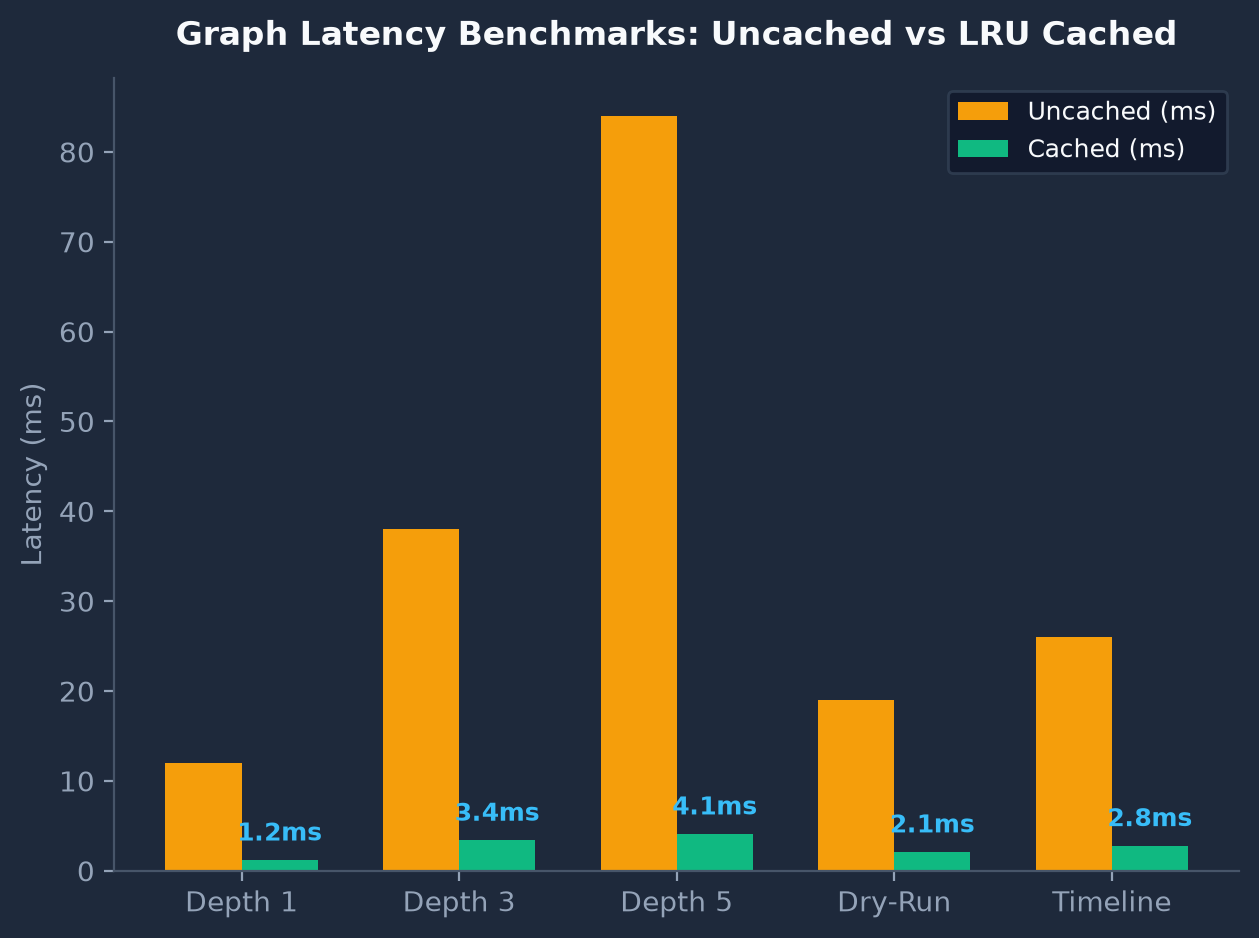 Graph Latency Benchmarks: Uncached vs LRU Cached
Uncached (ms)
Cached (ms)
Latency (ms)
80
70
60
50
40
30
20
10
0
1.2ms
3.4ms
4.1ms
2.1ms
2.8ms
Depth 1
Depth 3
Depth 5
Dry-Run
Timeline